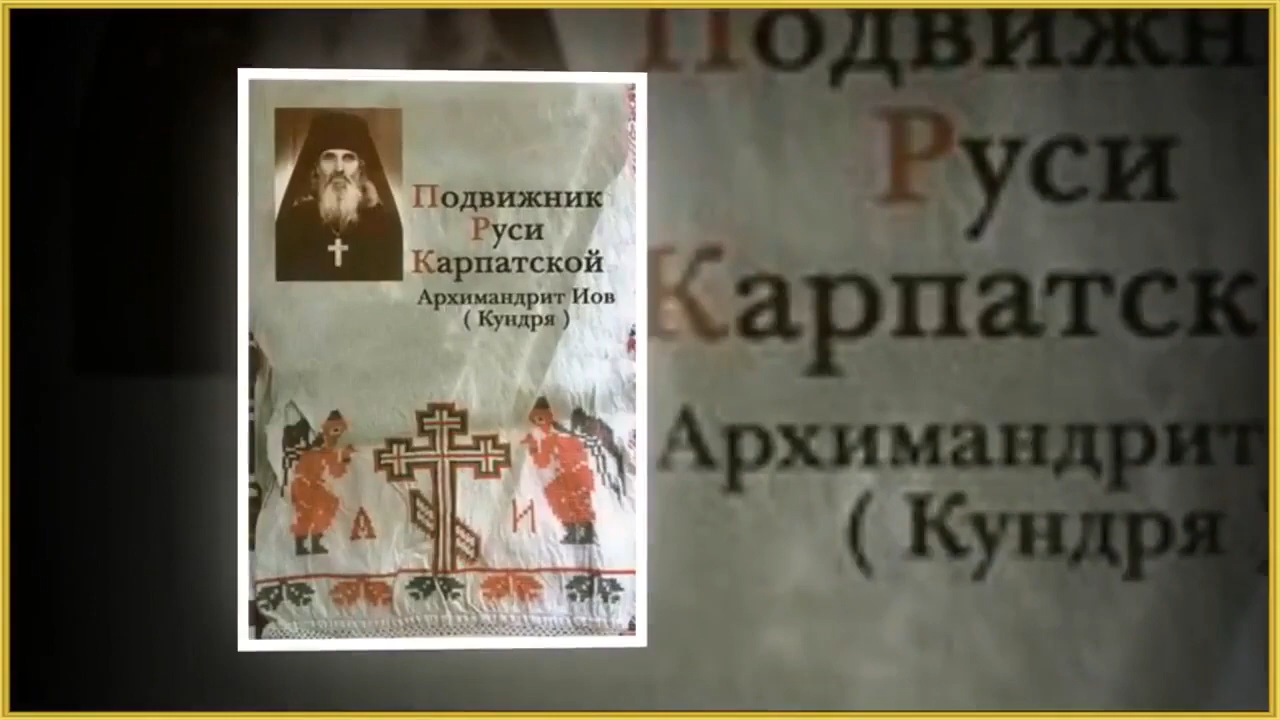 Подвижник
Руси
Карпатской
Архимандрит Иов
( Кундря )
А И
Подвижн
Руси
Карпатск
Архимандрит
( Кундря )